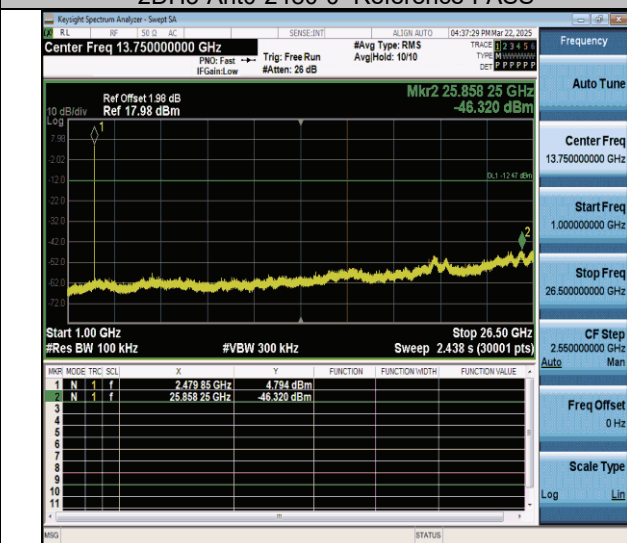 2DH5-Ant0-2480-0~Reference-PASS
Keysight Spectrum Analyzer - Swept SA
RL RF 50 Ω AC SENSE:INT ALIGN AUTO 04:37:29 PM Mar 22, 2025
Center Freq 13.750000000 GHz
PNO: Fast
IFGain:Low
Trig: Free Run
#Atten: 26 dB
#Avg Type: RMS
Avg|Hold: 10/10
TRACE 1 2 3 4 5 6
TYPE M
DET P P P P P P
Mkr2 25.858 25 GHz
-46.320 dBm
Ref Offset 1.98 dB
10 dB/div Ref 17.98 dBm
Log
1
7.98
-2.02
-12.0
DL1 -12.47 dBm
-22.0
-32.0
2
-42.0
-52.0
-62.0
-72.0
Start 1.00 GHz Stop 26.50 GHz
#Res BW 100 kHz #VBW 300 kHz Sweep 2.438 s (30001 pts)
MKR MODE TRC SCL X Y FUNCTION FUNCTION WIDTH FUNCTION VALUE
1 N 1 f 2.479 85 GHz 4.794 dBm
2 N 1 f 25.858 25 GHz -46.320 dBm
3
4
5
6
7
8
9
10
11
MSG STATUS
Frequency
Auto Tune
Center Freq
13.750000000 GHz
Start Freq
1.000000000 GHz
Stop Freq
26.500000000 GHz
CF Step
2.550000000 GHz
Auto Man
Freq Offset
0 Hz
Scale Type
Log Lin